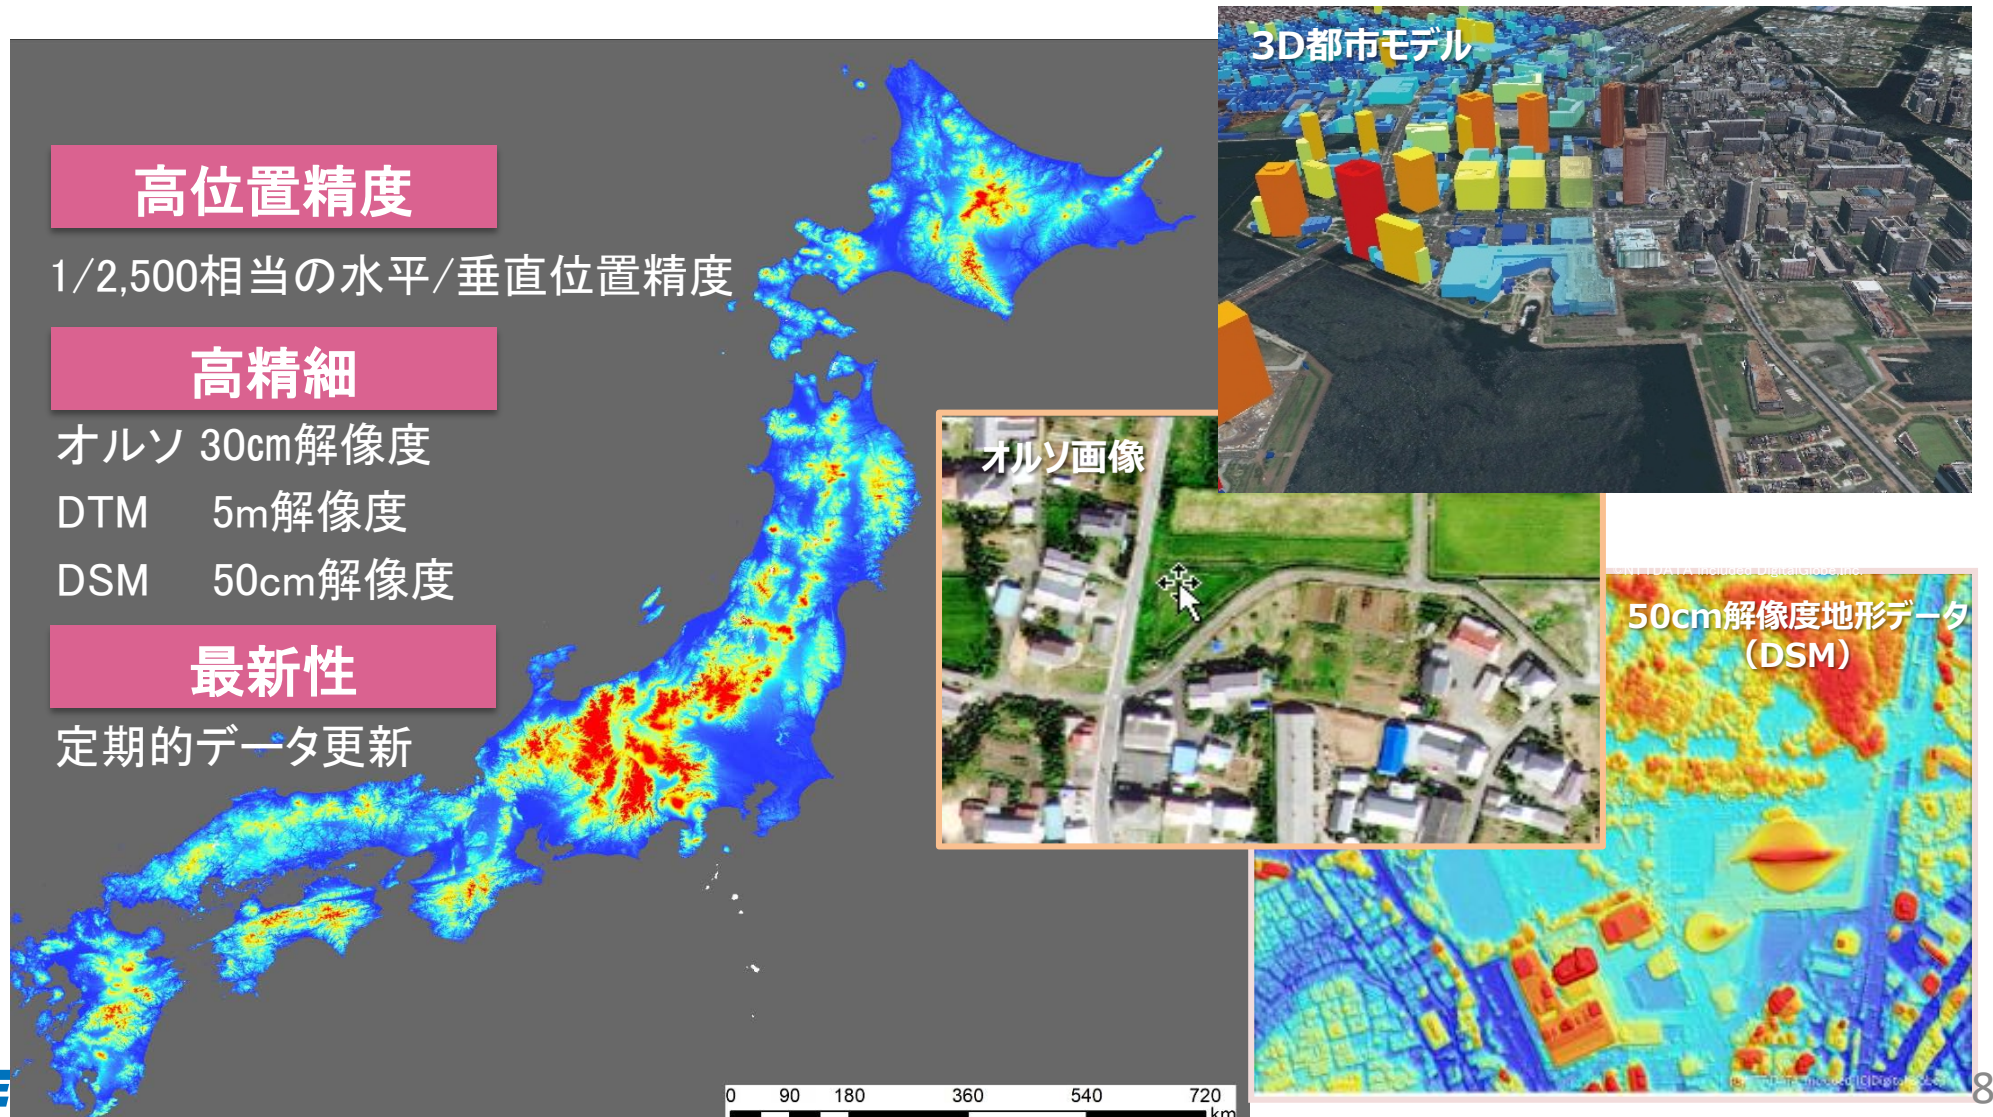 高位置精度
1/2,500相当の水平/垂直位置精度
高精細
オルソ 30㎝解像度
DTM 5m解像度
DSM 50cm解像度
最新性
定期的データ更新
3D都市モデル
オルソ画像
©NTTDATA Included DigitalGlobe,Inc
50cm解像度地形データ
（DSM）
0 90 180 360 540 720
km
8